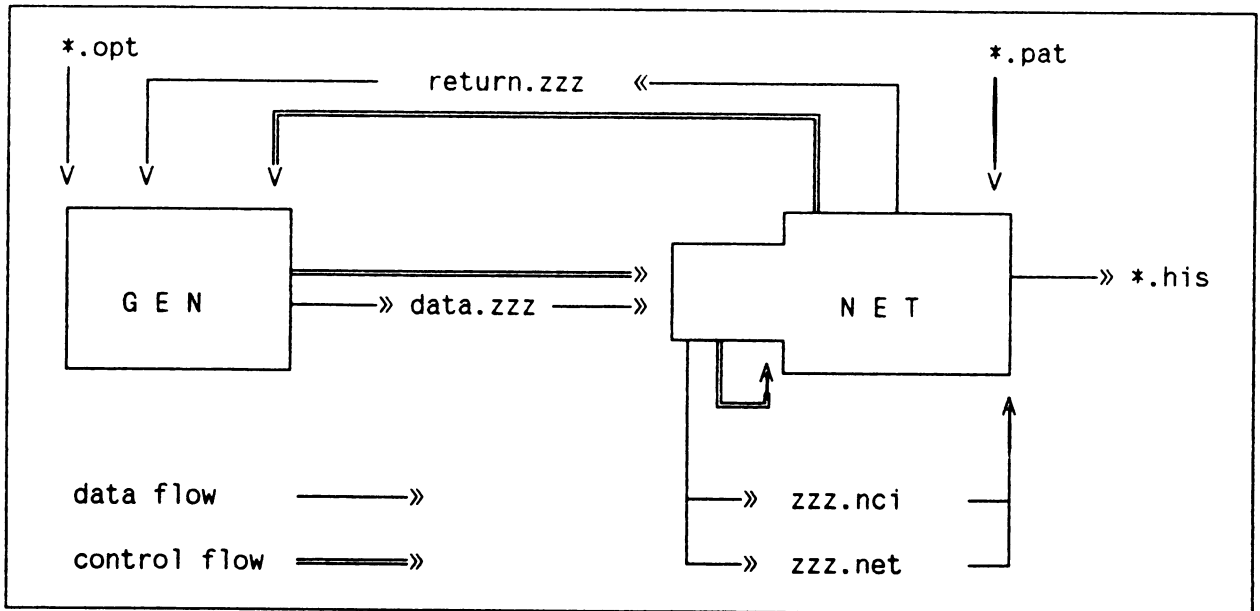 *.opt
*.pat
return.zzz
G E N
data.zzz
N E T
*.his
data flow
zzz.nci
control flow
zzz.net